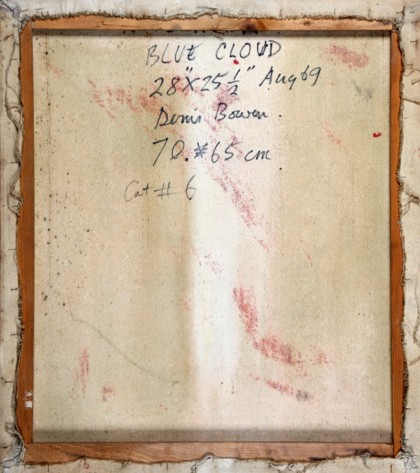 BLUE CLOUD
28"X25½" Aug 69
Denis Bowen.
70.*65 cm
Cat # 6